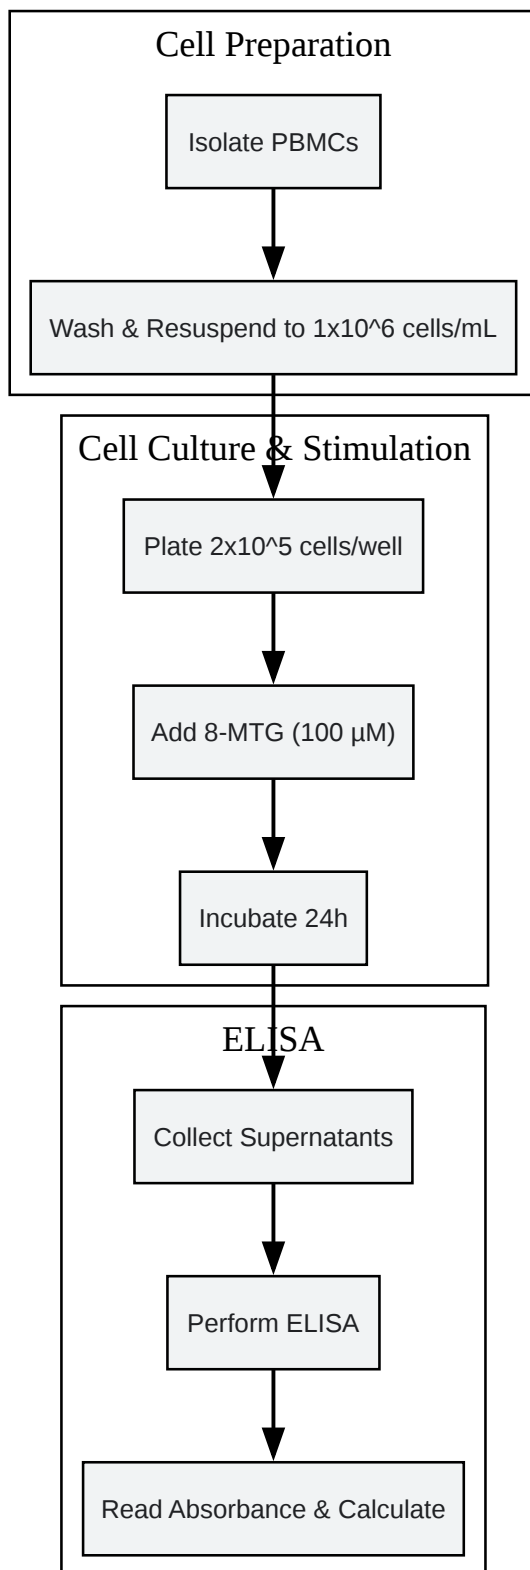 Cell Preparation
Isolate PBMCs
Wash & Resuspend to 1x10^6 cells/mL
Cell Culture & Stimulation
Plate 2x10^5 cells/well
Add 8-MTG (100 µM)
Incubate 24h
ELISA
Collect Supernatants
Perform ELISA
Read Absorbance & Calculate